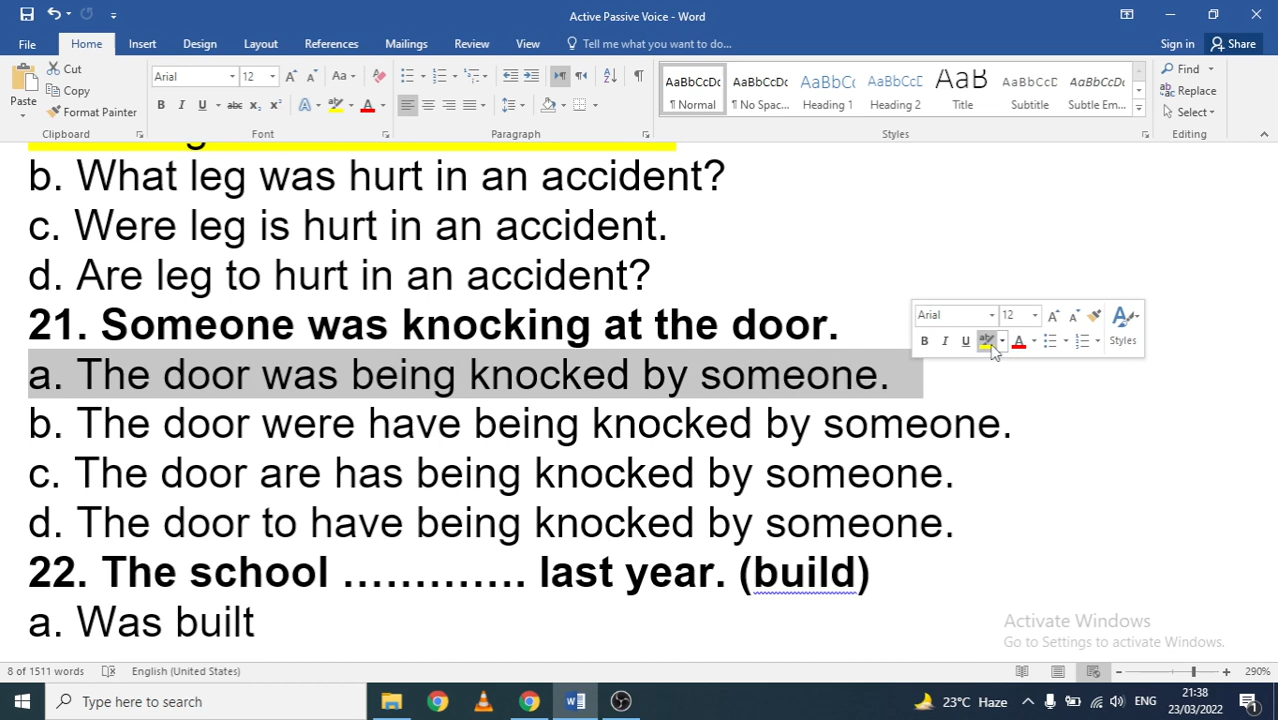 Active Passive Voice - Word
File Home Insert Design Layout References Mailings Review View Tell me what you want to do... Sign in Share
Paste Cut Copy Format Painter
Arial 12 Aa
B I U abc X₂ X² A ab A
AaBbCcDc AaBbCcDc AaBbCc AaBbCcD AaB AaBbCcD AaBbCcDc
¶ Normal ¶ No Spac... Heading 1 Heading 2 Title Subtitle Subtle Em...
Find Replace Select
Clipboard Font Paragraph Styles Editing
b. What leg was hurt in an accident?
c. Were leg is hurt in an accident.
d. Are leg to hurt in an accident?
21. Someone was knocking at the door.
Arial 12
B I U ab A Styles
a. The door was being knocked by someone.
b. The door were have being knocked by someone.
c. The door are has being knocked by someone.
d. The door to have being knocked by someone.
22. The school …………. last year. (build)
a. Was built
Activate Windows
Go to Settings to activate Windows.
8 of 1511 words English (United States) 290%
Type here to search 23°C Haze ENG 21:38
23/03/2022 1